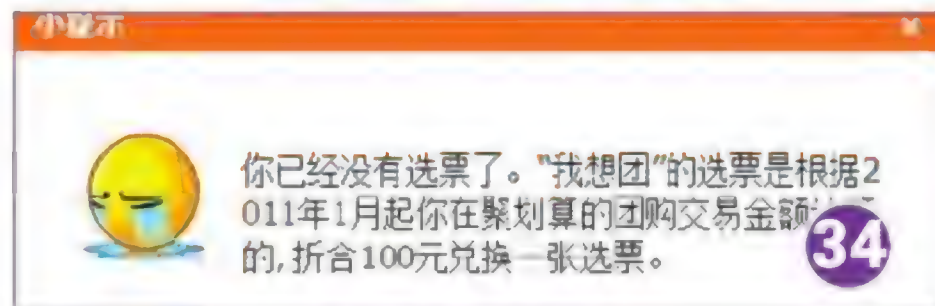 小提示
你已经没有选票了。"我想团"的选票是根据2
011年1月起你在聚划算的团购交易金额
的,折合100元兑换一张选票。
34